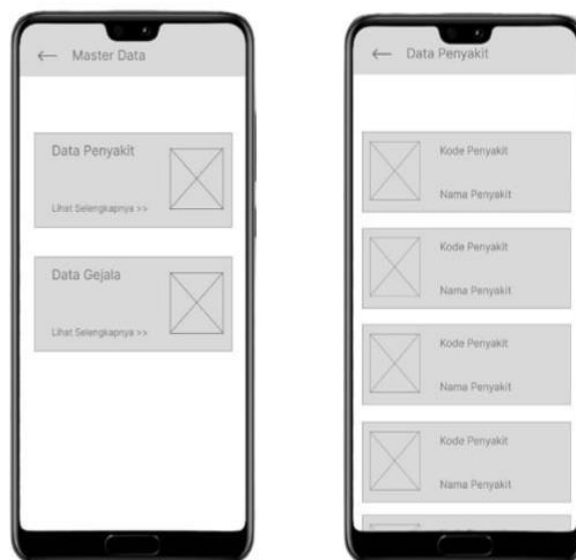 Master Data
Data Penyakit
Lihat Selengkapnya >>
Data Gejala
Lihat Selengkapnya >>
Data Penyakit
Kode Penyakit
Nama Penyakit
Kode Penyakit
Nama Penyakit
Kode Penyakit
Nama Penyakit
Kode Penyakit
Nama Penyakit